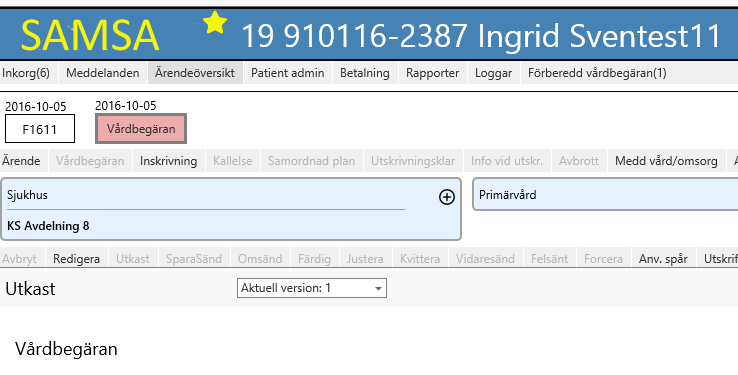 SAMSA 19 910116-2387 Ingrid Sventest11
Inkorg(6) Meddelanden Ärendeöversikt Patient admin Betalning Rapporter Loggar Förberedd vårdbegäran(1)
2016-10-05 2016-10-05
F1611 Vårdbegäran
Ärende Vårdbegäran Inskrivning Kallelse Samordnad plan Utskrivningsklar Info vid utskr. Avbrott Medd vård/omsorg
Sjukhus Primärvård
KS Avdelning 8
Avbryt Redigera Utkast SparaSänd Omsänd Färdig Justera Kvittera Vidaresänd Felsänt Forcera Anv. spår Utskrif
Utkast Aktuell version: 1
Vårdbegäran